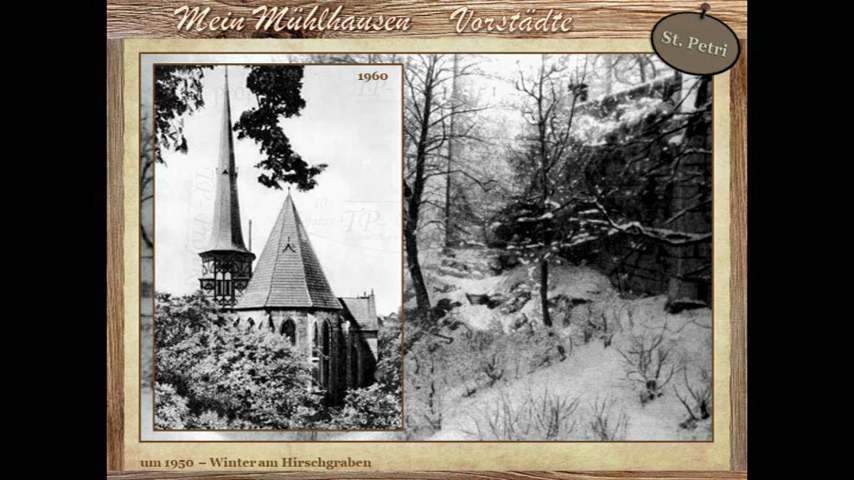 Mein Mühlhausen Vorstädte
St. Petri
1960
um 1950 – Winter am Hirschgraben